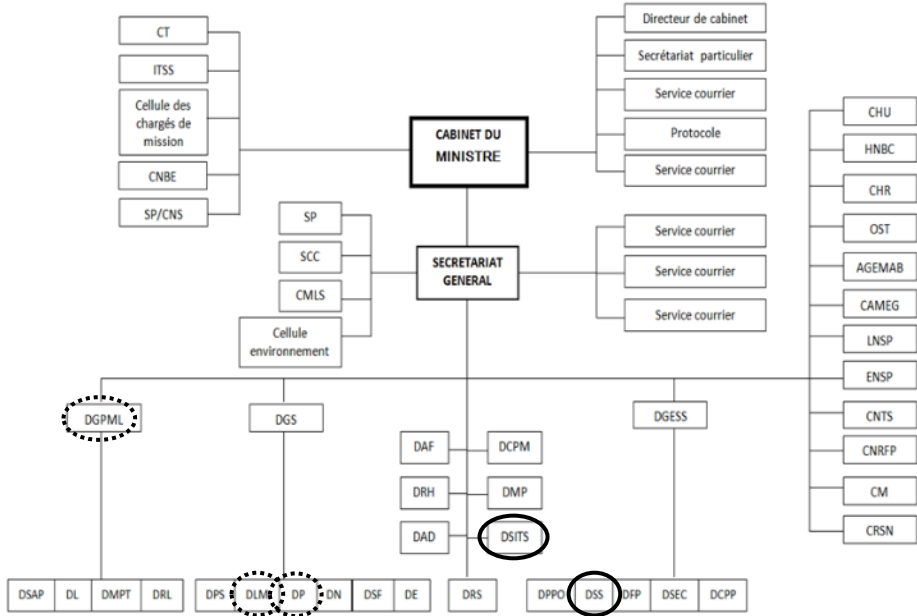 CT
ITSS
Cellule des
chargés de
mission
CNBE
SP/CNS
Directeur de cabinet
Secrétariat particulier
Service courrier
Protocole
Service courrier
CABINET DU
MINISTRE
SP
SCC
CMLS
Cellule
environnement
SECRETARIAT
GENERAL
Service courrier
Service courrier
Service courrier
CHU
HNBC
CHR
OST
AGEMAB
CAMEG
LNSP
ENSP
CNTS
CNRFP
CM
CRSN
DGPML
DGS
DGESS
DAF
DCPM
DRH
DMP
DAD
DSITS
DSAP
DL
DMPT
DRL
DPS
DLM
DP
DN
DSF
DE
DRS
DPPO
DSS
DFP
DSEC
DCPP